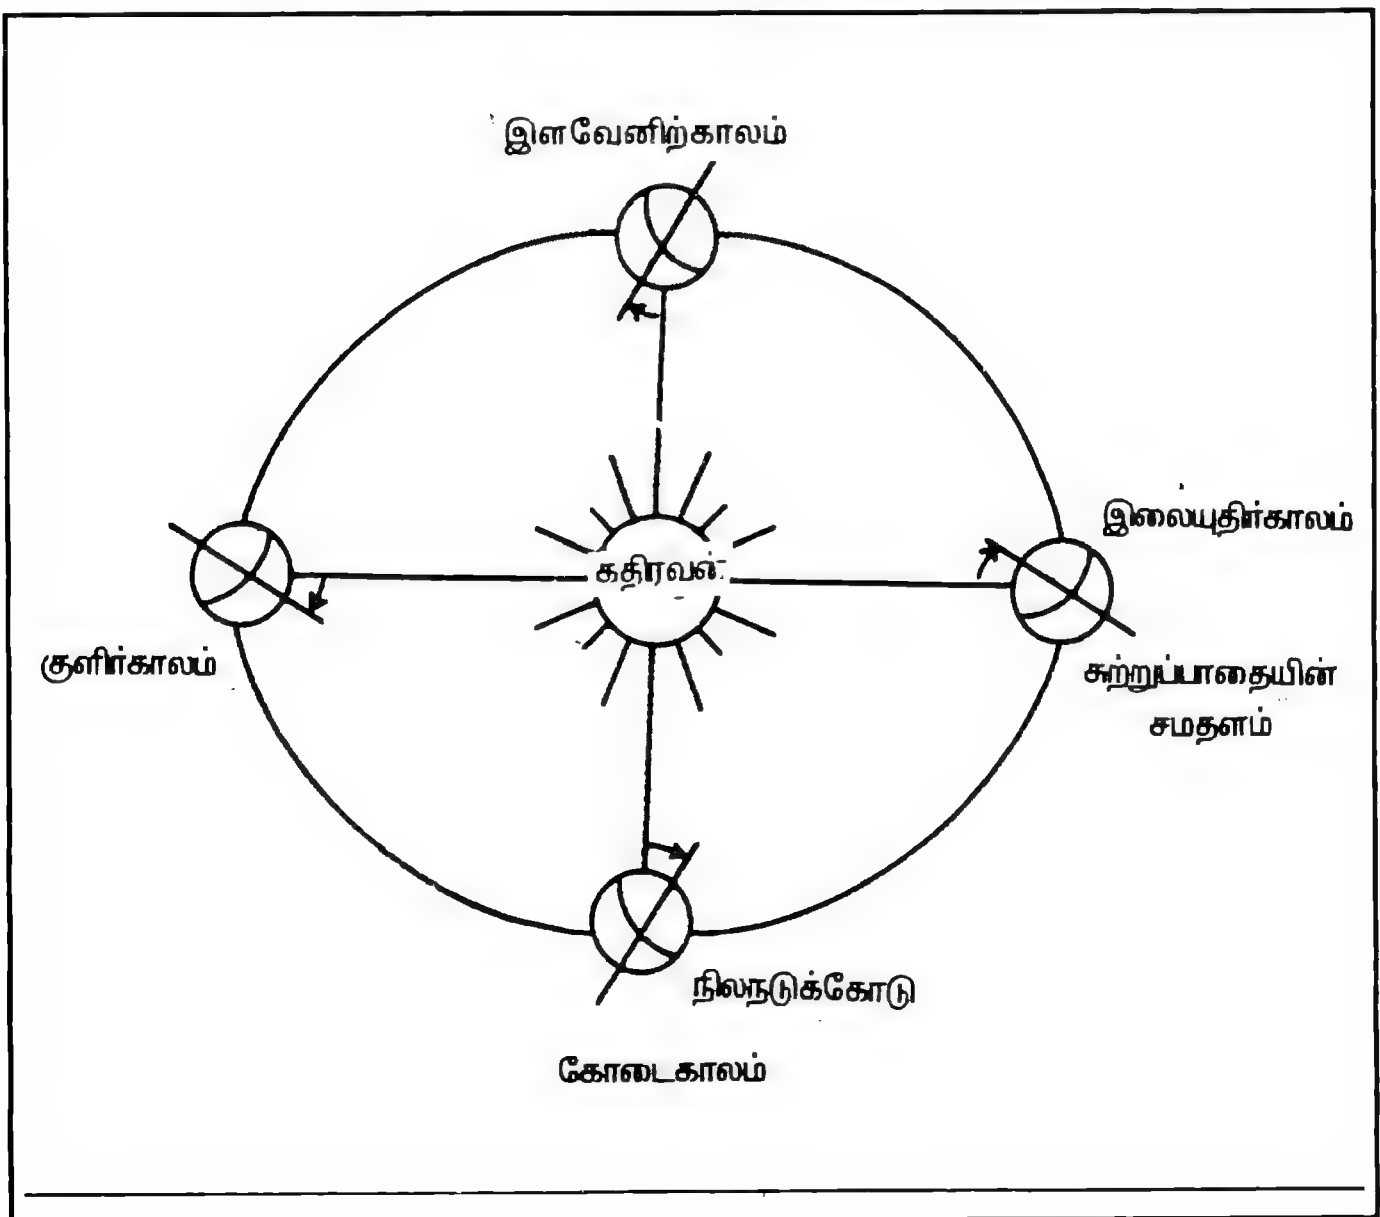 இளவேனிற்காலம்
இலையுதிர்காலம்
கதிரவன்
குளிர்காலம்
சுற்றுப்பாதையின்
சமதளம்
நிலநடுக்கோடு
கோடைகாலம்